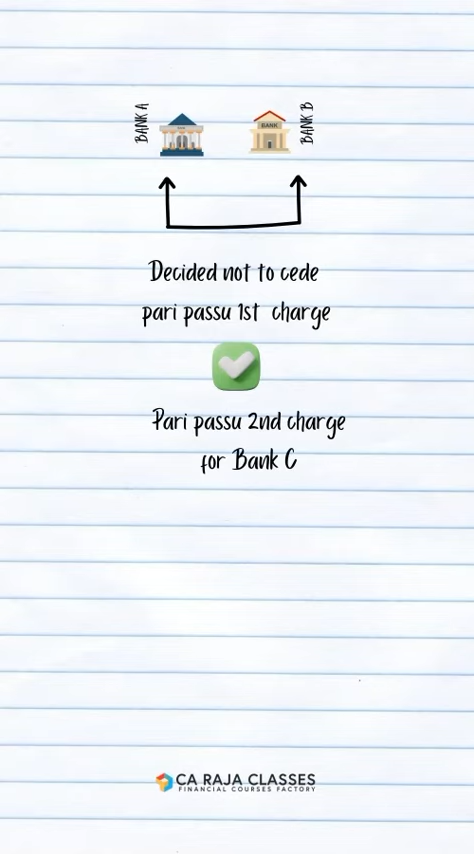 BANK A
BANK
BANK B
Decided not to cede
pari passu 1st charge
Pari passu 2nd charge
for Bank C
CA RAJA CLASSES
FINANCIAL COURSES FACTORY